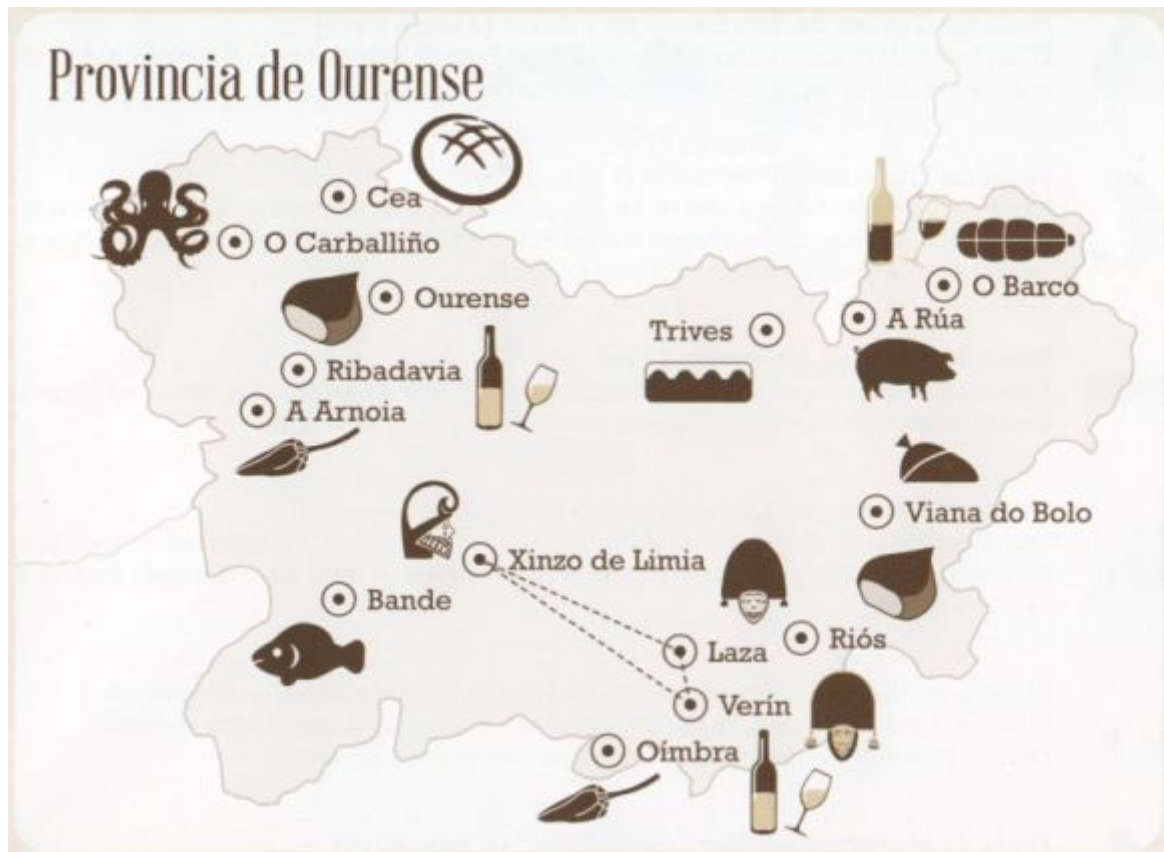 Provincia de Ourense
Cea
O Carballiño
Ourense
O Barco
A Rúa
Trives
Ribadavia
A Arnoia
Viana do Bolo
Xinzo de Limia
Bande
Riós
Laza
Verín
Oímbra